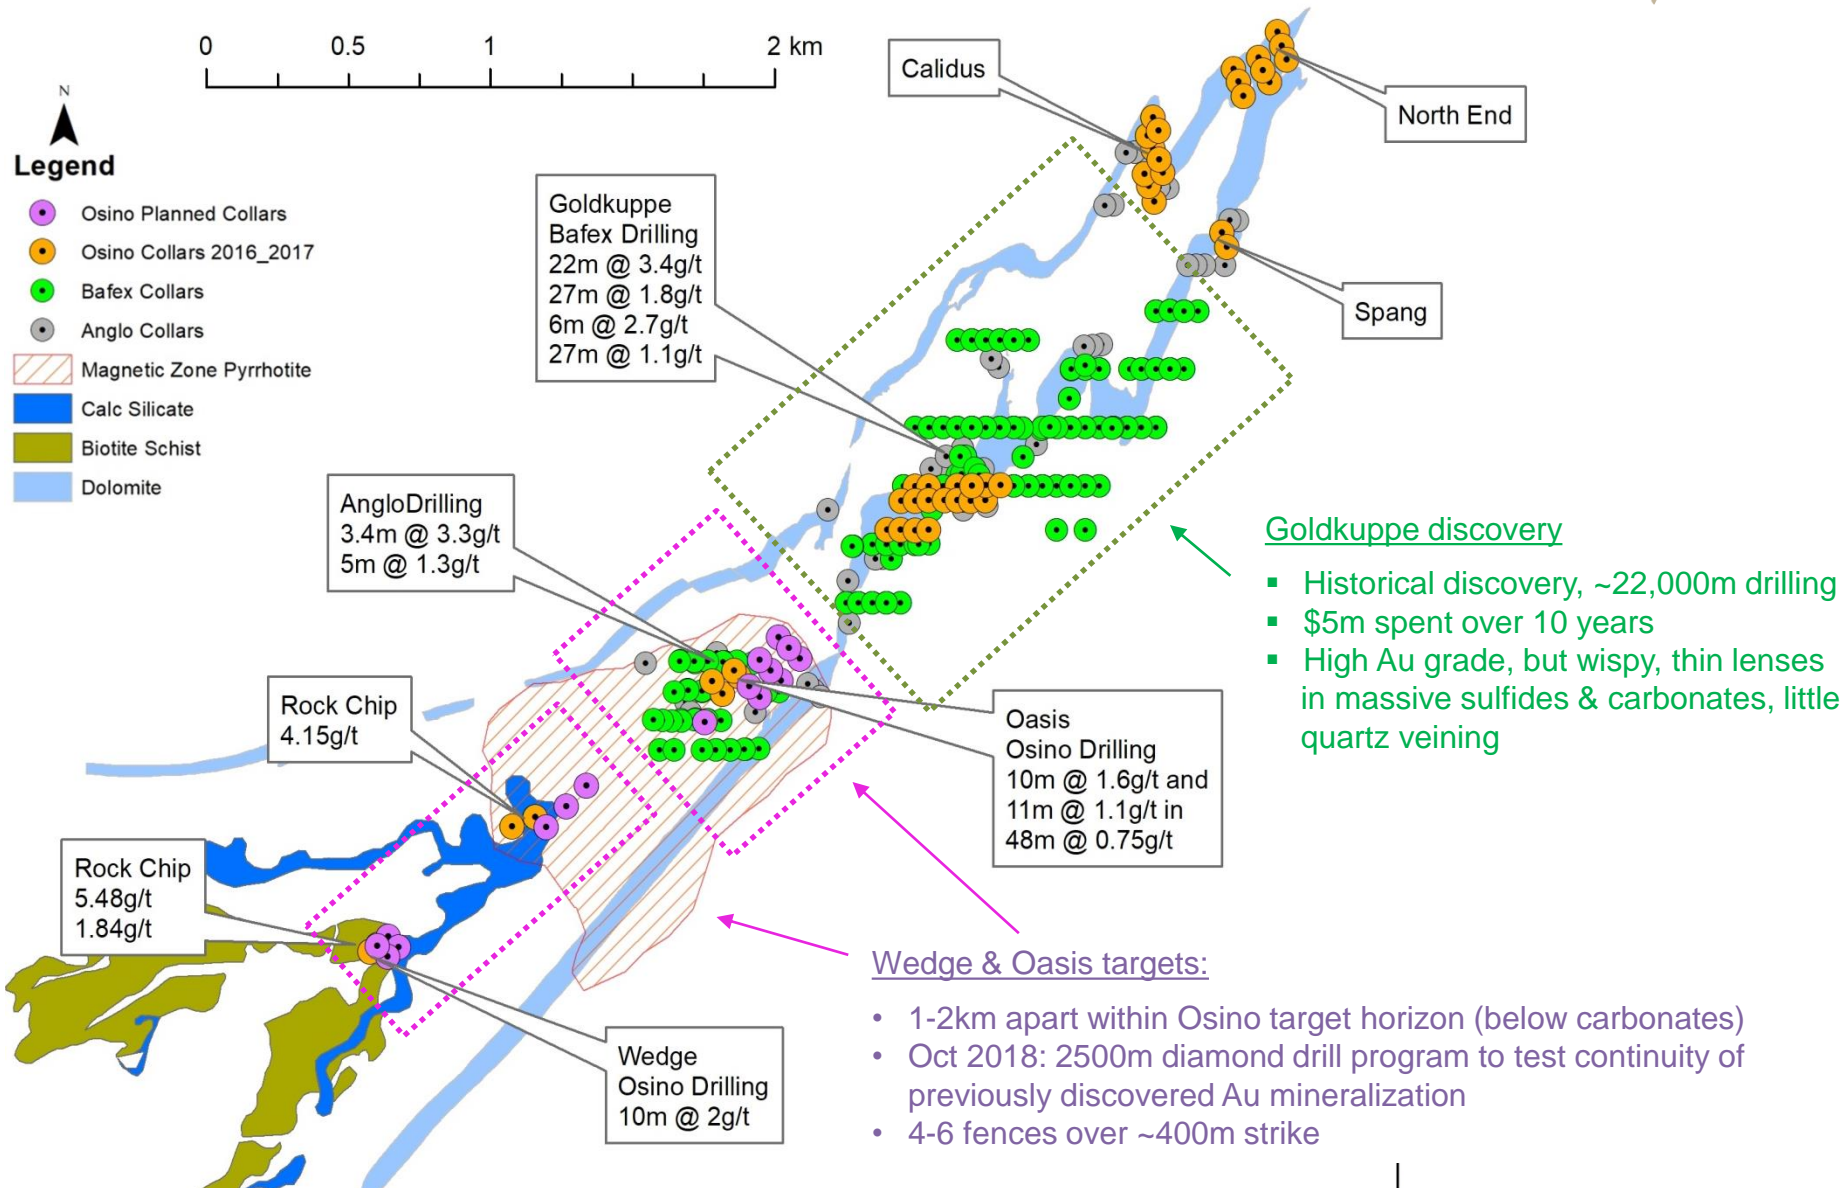 0 0.5 1 2 km
N
Legend
Osino Planned Collars
Osino Collars 2016_2017
Bafex Collars
Anglo Collars
Magnetic Zone Pyrrhotite
Calc Silicate
Biotite Schist
Dolomite
Calidus
North End
Spang
Goldkuppe
Bafex Drilling
22m @ 3.4g/t
27m @ 1.8g/t
6m @ 2.7g/t
27m @ 1.1g/t
AngloDrilling
3.4m @ 3.3g/t
5m @ 1.3g/t
Rock Chip
4.15g/t
Rock Chip
5.48g/t
1.84g/t
Oasis
Osino Drilling
10m @ 1.6g/t and
11m @ 1.1g/t in
48m @ 0.75g/t
Wedge
Osino Drilling
10m @ 2g/t
Goldkuppe discovery
▪ Historical discovery, ~22,000m drilling
▪ $5m spent over 10 years
▪ High Au grade, but wispy, thin lenses
in massive sulfides & carbonates, little
quartz veining
Wedge & Oasis targets:
• 1-2km apart within Osino target horizon (below carbonates)
• Oct 2018: 2500m diamond drill program to test continuity of
previously discovered Au mineralization
• 4-6 fences over ~400m strike